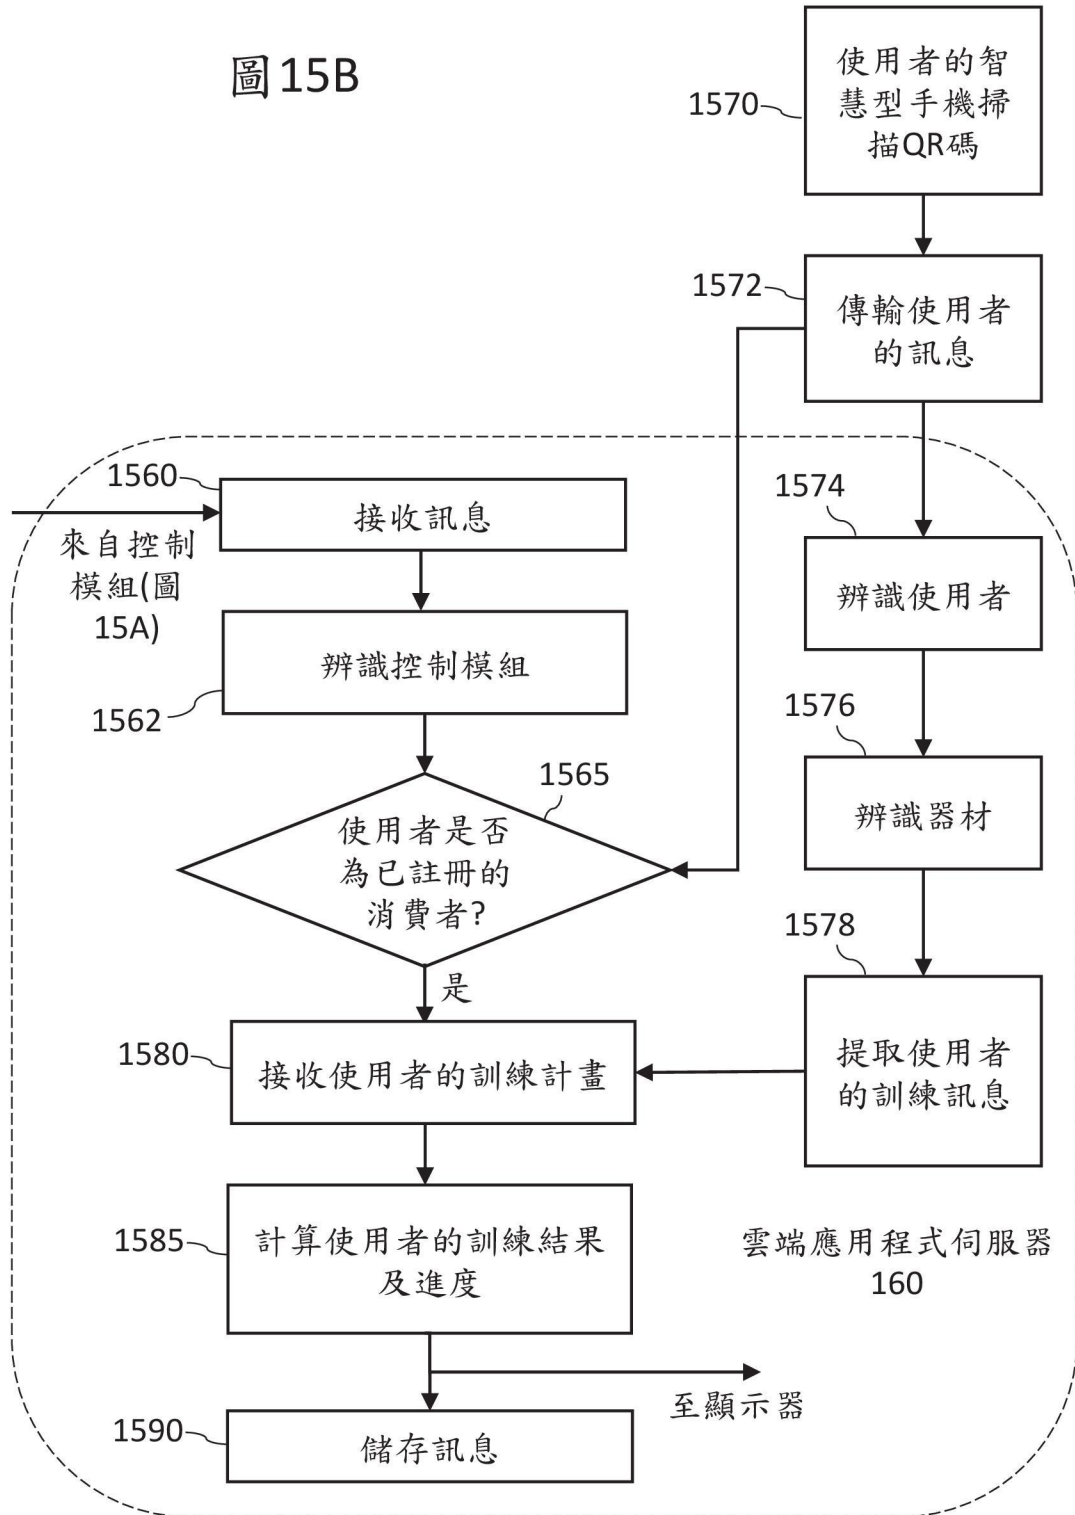 圖15B
1570
使用者的智
慧型手機掃
描QR碼
1572
傳輸使用者
的訊息
1560
接收訊息
來自控制
模組(圖
15A)
1574
辨識使用者
辨識控制模組
1562
1576
辨識器材
1565
使用者是否
為已註冊的
消費者?
是
1578
提取使用者
的訓練訊息
1580
接收使用者的訓練計畫
1585
計算使用者的訓練結果
及進度
雲端應用程式伺服器
160
至顯示器
1590
儲存訊息